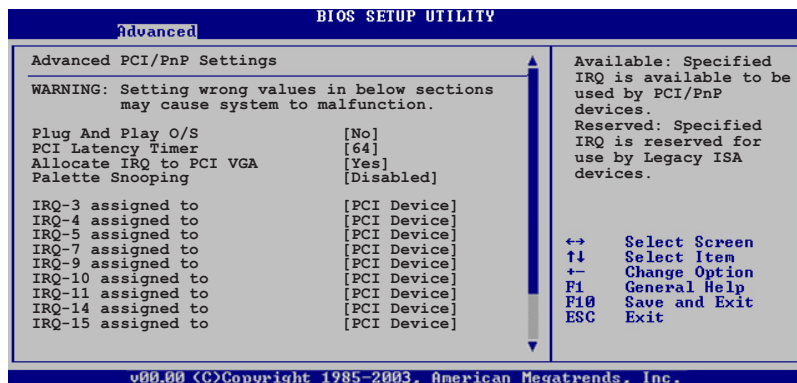 BIOS SETUP UTILITY
Advanced
Advanced PCI/PnP Settings
WARNING: Setting wrong values in below sections
may cause system to malfunction.
Plug And Play O/S [No]
PCI Latency Timer [64]
Allocate IRQ to PCI VGA [Yes]
Palette Snooping [Disabled]
IRQ-3 assigned to [PCI Device]
IRQ-4 assigned to [PCI Device]
IRQ-5 assigned to [PCI Device]
IRQ-7 assigned to [PCI Device]
IRQ-9 assigned to [PCI Device]
IRQ-10 assigned to [PCI Device]
IRQ-11 assigned to [PCI Device]
IRQ-14 assigned to [PCI Device]
IRQ-15 assigned to [PCI Device]
Available: Specified
IRQ is available to be
used by PCI/PnP
devices.
Reserved: Specified
IRQ is reserved for
use by Legacy ISA
devices.
←→ Select Screen
↑↓ Select Item
+- Change Option
F1 General Help
F10 Save and Exit
ESC Exit
v00.00 (C)Copyright 1985-2003, American Megatrends, Inc.